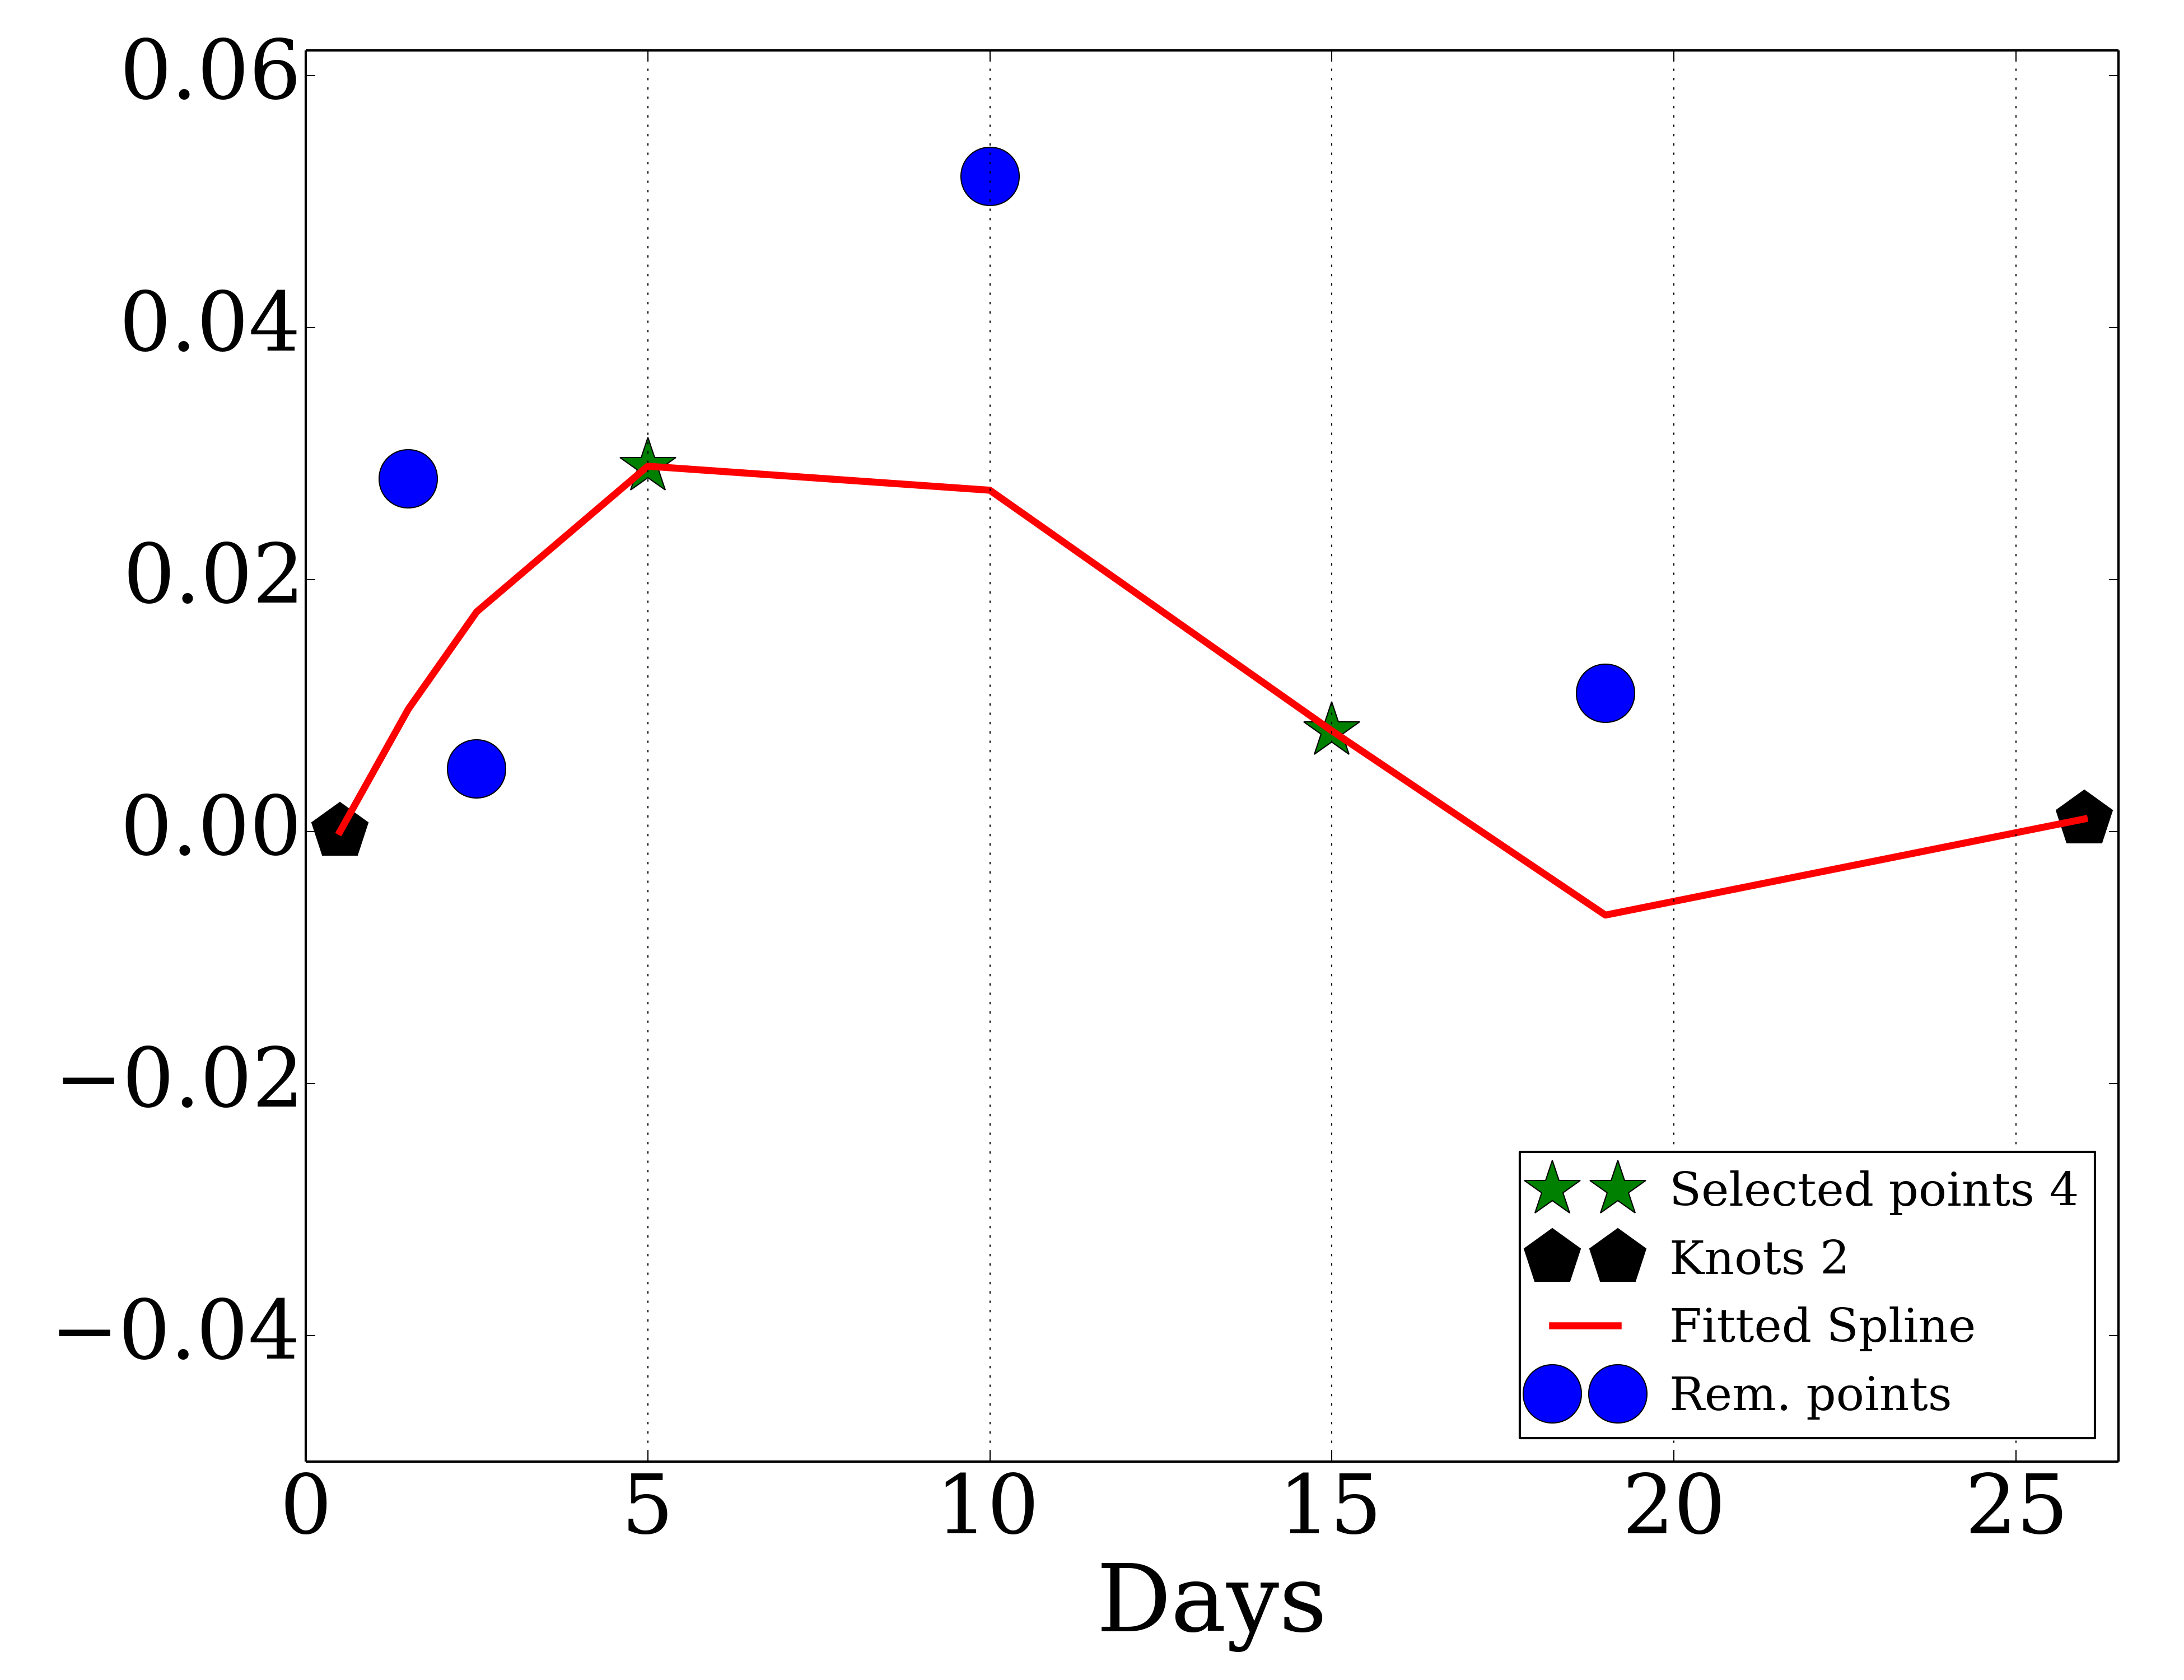 0.06
0.04
0.02
0.00
−0.02
−0.04
0 5 10 15 20 25
Days
Selected points 4
Knots 2
Fitted Spline
Rem. points